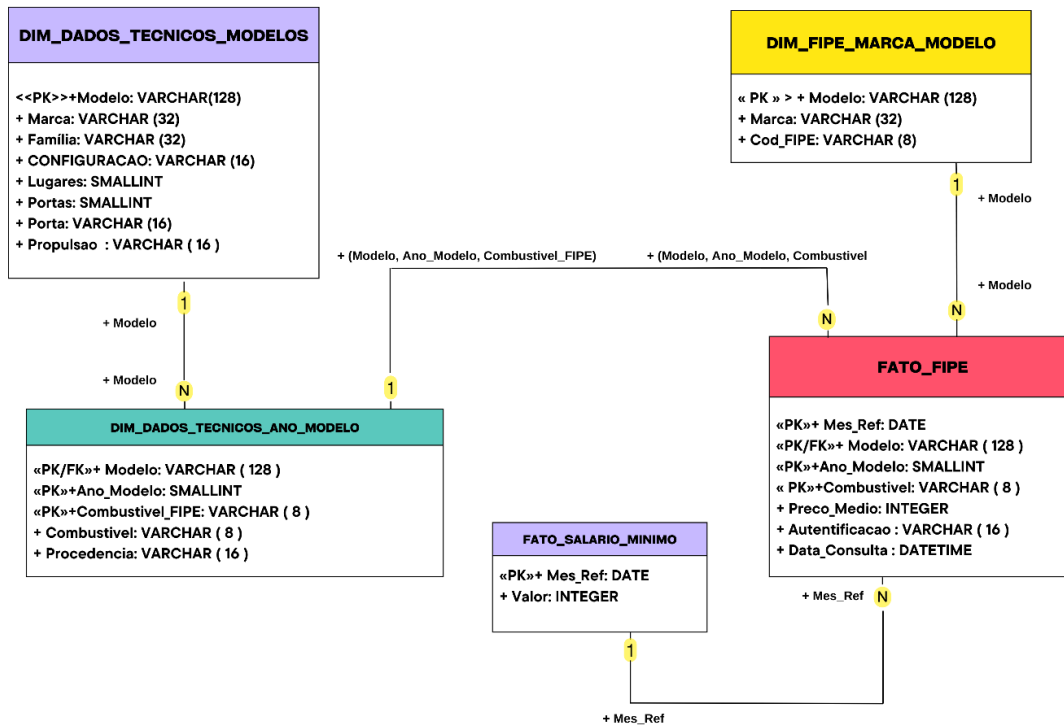 DIM_DADOS_TECNICOS_MODELOS
<<PK>>+Modelo: VARCHAR(128)
+ Marca: VARCHAR (32)
+ Família: VARCHAR (32)
+ CONFIGURACAO: VARCHAR (16)
+ Lugares: SMALLINT
+ Portas: SMALLINT
+ Porta: VARCHAR (16)
+ Propulsao : VARCHAR ( 16 )
DIM_FIPE_MARCA_MODELO
« PK » > + Modelo: VARCHAR (128)
+ Marca: VARCHAR (32)
+ Cod_FIPE: VARCHAR (8)
1
+ Modelo
+ Modelo
N
+ (Modelo, Ano_Modelo, Combustivel_FIPE)
+ (Modelo, Ano_Modelo, Combustivel
N
1
1
+ Modelo
+ Modelo
N
DIM_DADOS_TECNICOS_ANO_MODELO
«PK/FK»+ Modelo: VARCHAR ( 128 )
«PK»+Ano_Modelo: SMALLINT
«PK»+Combustivel_FIPE: VARCHAR ( 8 )
+ Combustivel: VARCHAR ( 8 )
+ Procedencia: VARCHAR ( 16 )
FATO_FIPE
«PK»+ Mes_Ref: DATE
«PK/FK»+ Modelo: VARCHAR ( 128 )
«PK»+Ano_Modelo: SMALLINT
« PK»+Combustivel: VARCHAR ( 8 )
+ Preco_Medio: INTEGER
+ Autentificacao : VARCHAR ( 16 )
+ Data_Consulta : DATETIME
FATO_SALARIO_MINIMO
«PK»+ Mes_Ref: DATE
+ Valor: INTEGER
+ Mes_Ref
N
1
+ Mes_Ref